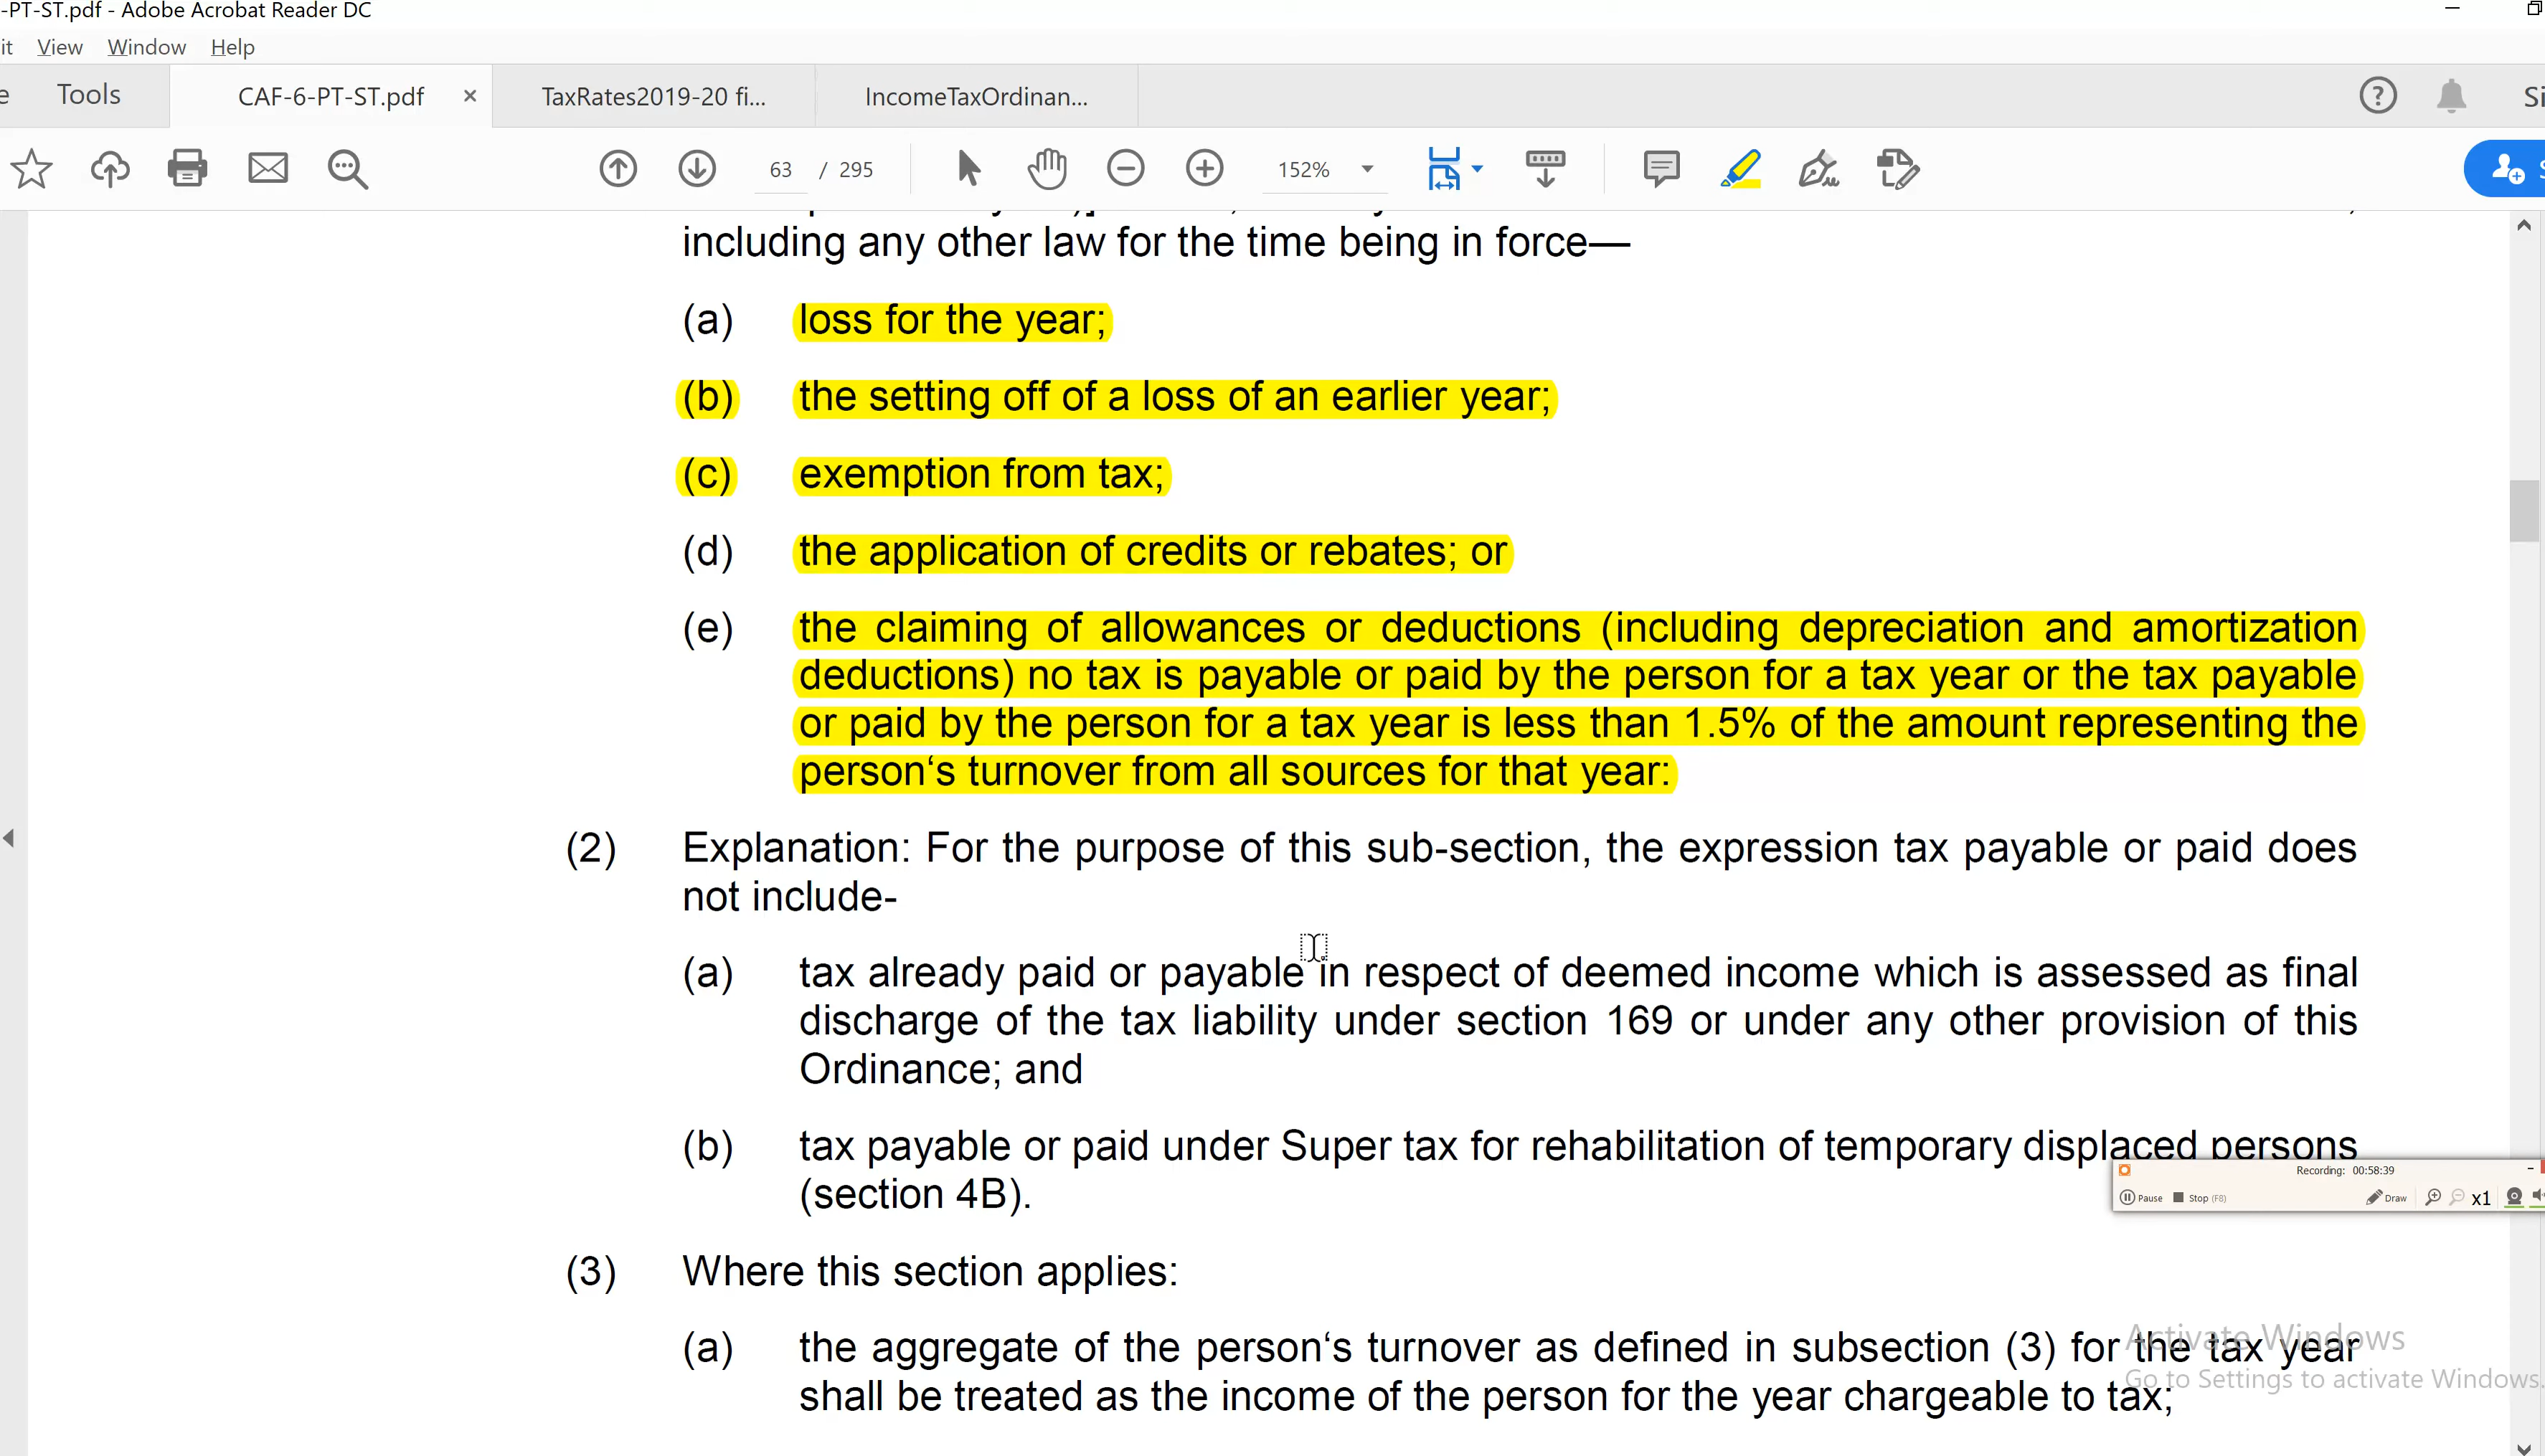 -PT-ST.pdf - Adobe Acrobat Reader DC
it View Window Help
e Tools CAF-6-PT-ST.pdf × TaxRates2019-20 fi... IncomeTaxOrdinan... Si
63 / 295 152%
including any other law for the time being in force—
(a) loss for the year;
(b) the setting off of a loss of an earlier year;
(c) exemption from tax;
(d) the application of credits or rebates; or
(e) the claiming of allowances or deductions (including depreciation and amortization
deductions) no tax is payable or paid by the person for a tax year or the tax payable
or paid by the person for a tax year is less than 1.5% of the amount representing the
person‘s turnover from all sources for that year:
(2) Explanation: For the purpose of this sub-section, the expression tax payable or paid does
not include-
(a) tax already paid or payable in respect of deemed income which is assessed as final
discharge of the tax liability under section 169 or under any other provision of this
Ordinance; and
(b) tax payable or paid under Super tax for rehabilitation of temporary displaced persons
(section 4B).
Recording: 00:58:39
Pause Stop (F8) Draw x1
(3) Where this section applies:
(a) the aggregate of the person‘s turnover as defined in subsection (3) for the tax year
shall be treated as the income of the person for the year chargeable to tax;
Activate Windows
Go to Settings to activate Windows.